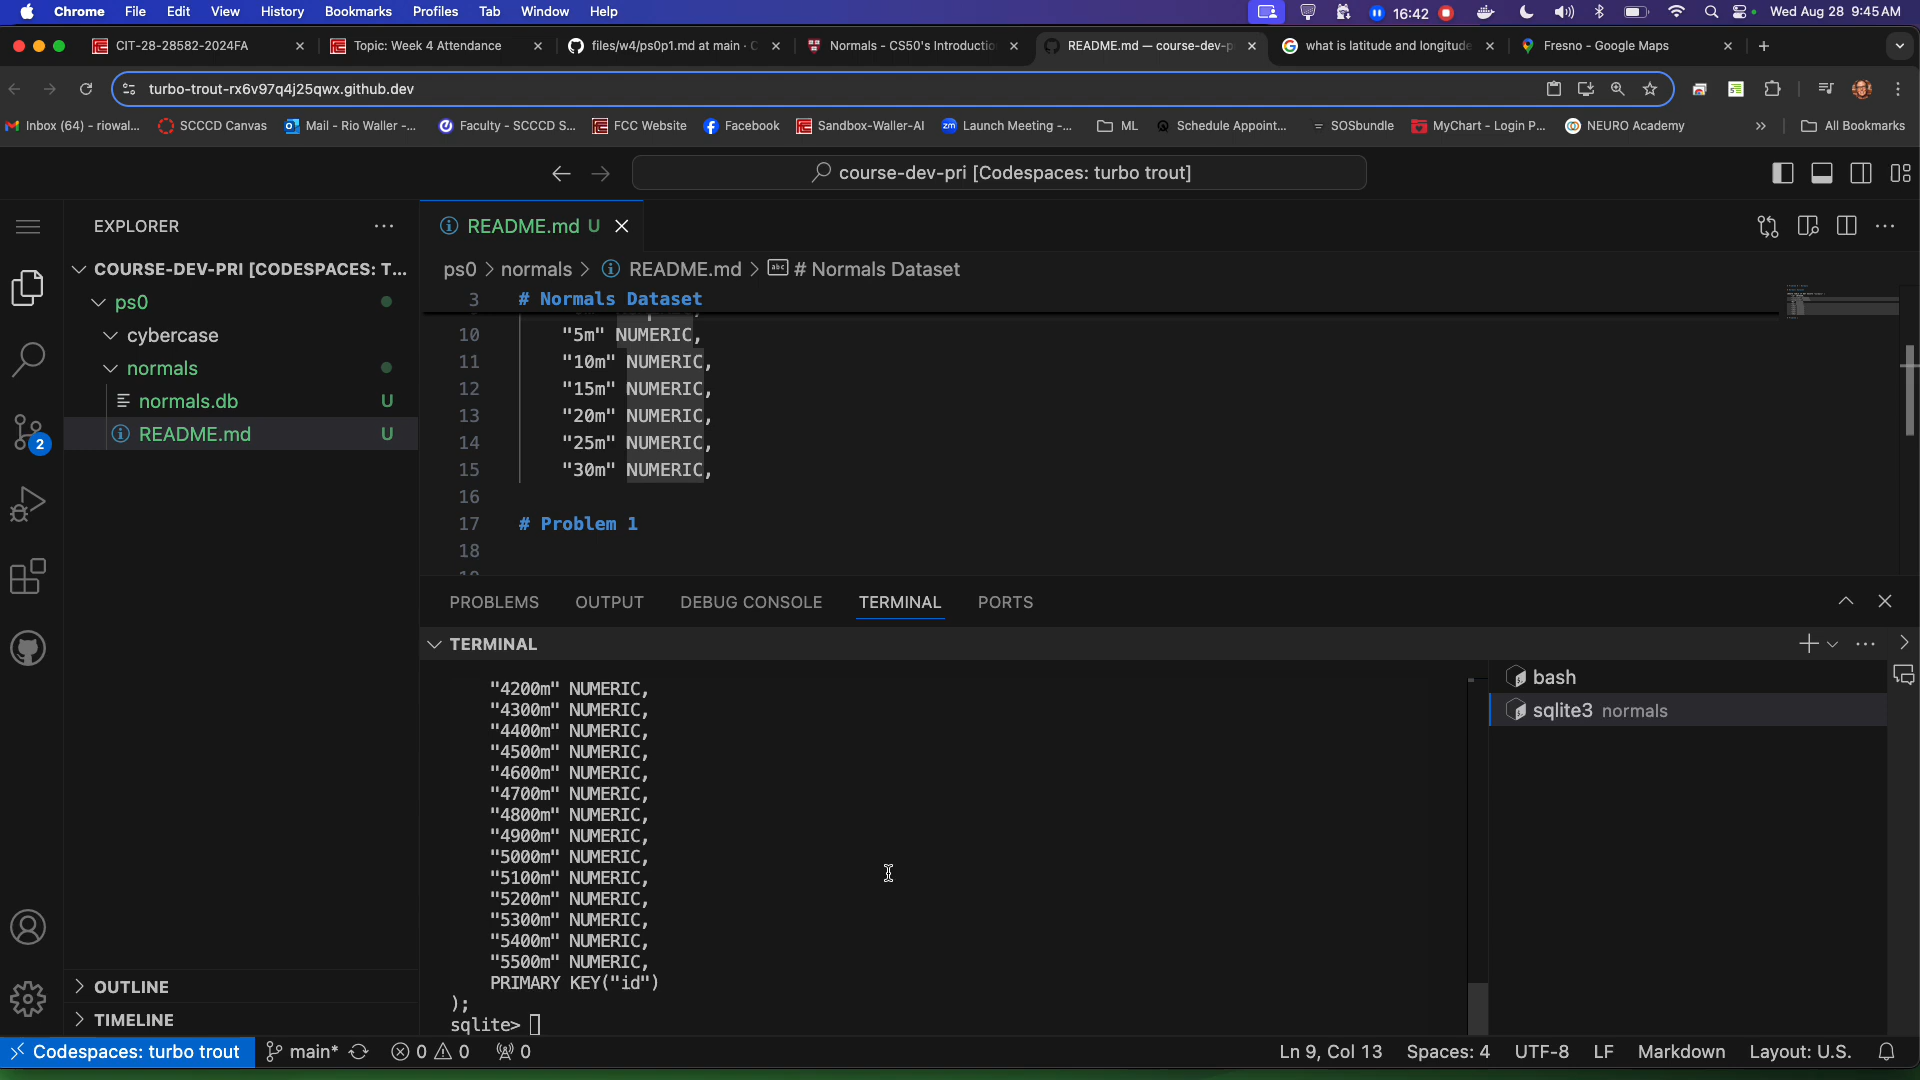 Chrome File Edit View History Bookmarks Profiles Tab Window Help 16:42 Wed Aug 28 9:45 AM
CIT-28-28582-2024FA Topic: Week 4 Attendance files/w4/ps0p1.md at main · C Normals - CS50's Introductio README.md — course-dev-p what is latitude and longitude Fresno - Google Maps
turbo-trout-rx6v97q4j25qwx.github.dev
Inbox (64) - riowal... SCCCD Canvas Mail - Rio Waller -... Faculty - SCCCD S... FCC Website Facebook Sandbox-Waller-AI Launch Meeting -... ML Schedule Appoint... SOSbundle MyChart - Login P... NEURO Academy » All Bookmarks
course-dev-pri [Codespaces: turbo trout]
EXPLORER
README.md U
COURSE-DEV-PRI [CODESPACES: T...
ps0
cybercase
normals
normals.db U
README.md U
OUTLINE
TIMELINE
ps0 > normals > README.md > # Normals Dataset
3 # Normals Dataset
10 "5m" NUMERIC,
11 "10m" NUMERIC,
12 "15m" NUMERIC,
13 "20m" NUMERIC,
14 "25m" NUMERIC,
15 "30m" NUMERIC,
16
17 # Problem 1
18
PROBLEMS OUTPUT DEBUG CONSOLE TERMINAL PORTS
TERMINAL
"4200m" NUMERIC,
"4300m" NUMERIC,
"4400m" NUMERIC,
"4500m" NUMERIC,
"4600m" NUMERIC,
"4700m" NUMERIC,
"4800m" NUMERIC,
"4900m" NUMERIC,
"5000m" NUMERIC,
"5100m" NUMERIC,
"5200m" NUMERIC,
"5300m" NUMERIC,
"5400m" NUMERIC,
"5500m" NUMERIC,
PRIMARY KEY("id")
);
sqlite>
bash
sqlite3 normals
2
Codespaces: turbo trout main* 0 0 0 Ln 9, Col 13 Spaces: 4 UTF-8 LF Markdown Layout: U.S.